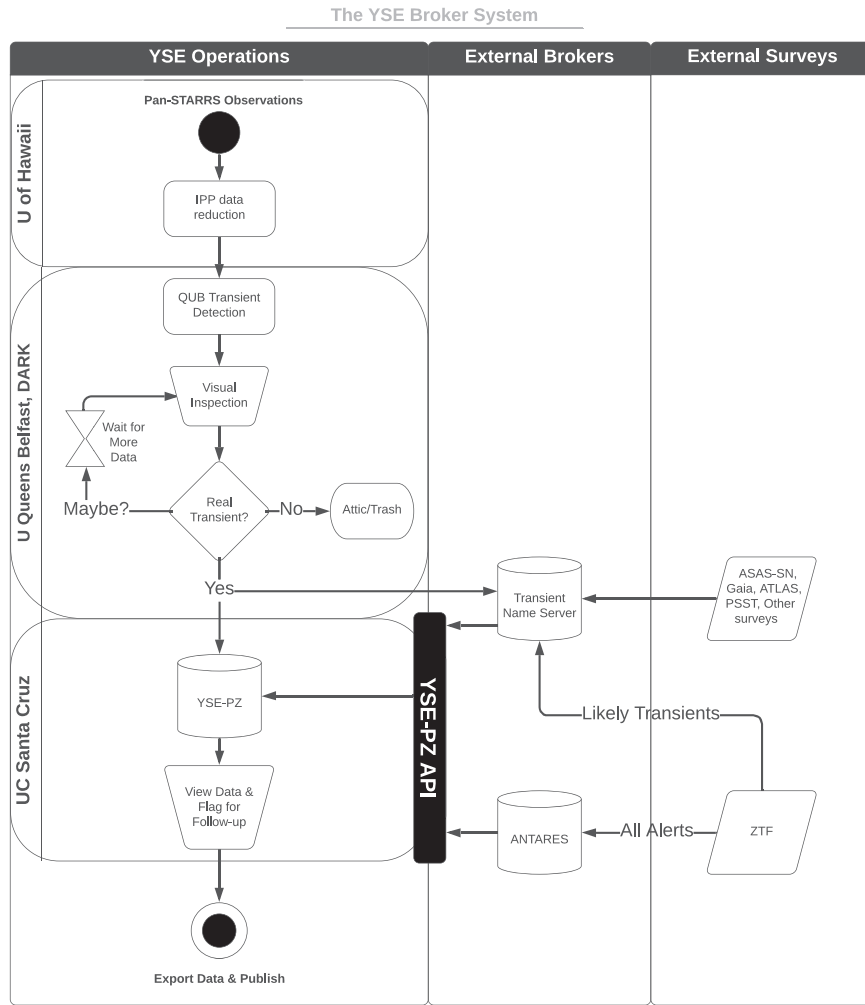 The YSE Broker System
YSE Operations
External Brokers
External Surveys
U of Hawaii
Pan-STARRS Observations
IPP data
reduction
U Queens Belfast, DARK
QUB Transient
Detection
Visual
Inspection
Wait for
More
Data
Maybe?
Real
Transient?
No
Attic/Trash
Yes
Transient
Name Server
ASAS-SN,
Gaia, ATLAS,
PSST, Other
surveys
UC Santa Cruz
YSE-PZ
YSE-PZ API
Likely Transients
View Data &
Flag for
Follow-up
ANTARES
All Alerts
ZTF
Export Data & Publish